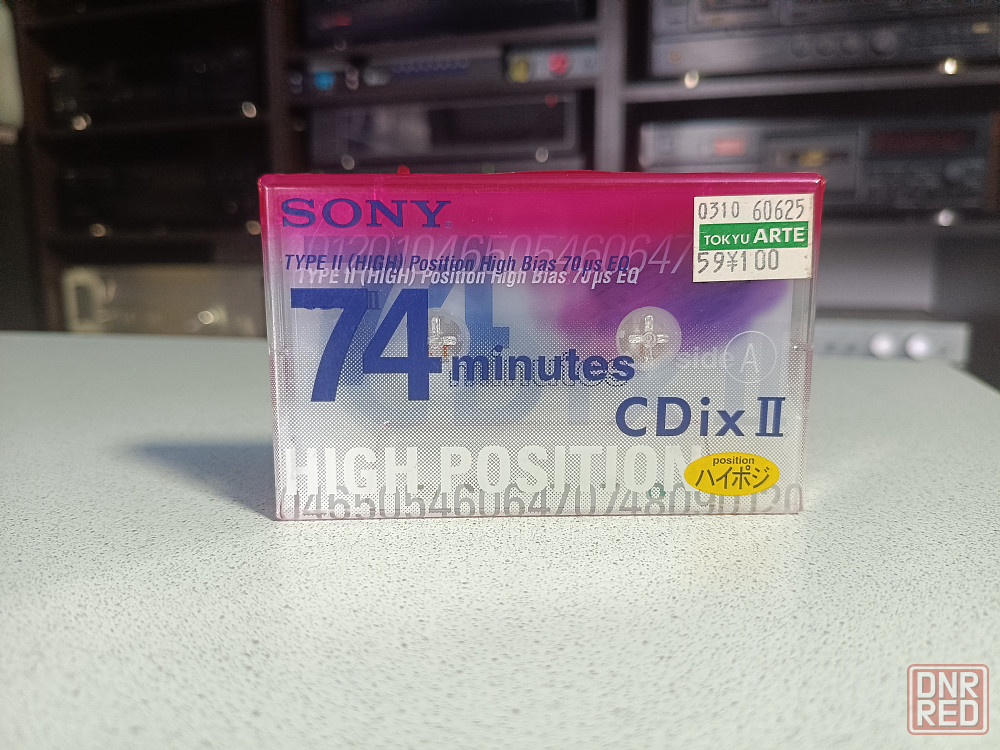 SONY
0310 60625
TOKYU ARTE
59¥100
TYPE II (HIGH) Position High Bias 70µs EQ
TYPE II (HIGH) Position High Bias 70µs EQ
74 minutes
side A
CDix II
HIGH POSITION
position
ハイポジ
0465054606470748090120
DNR
RED